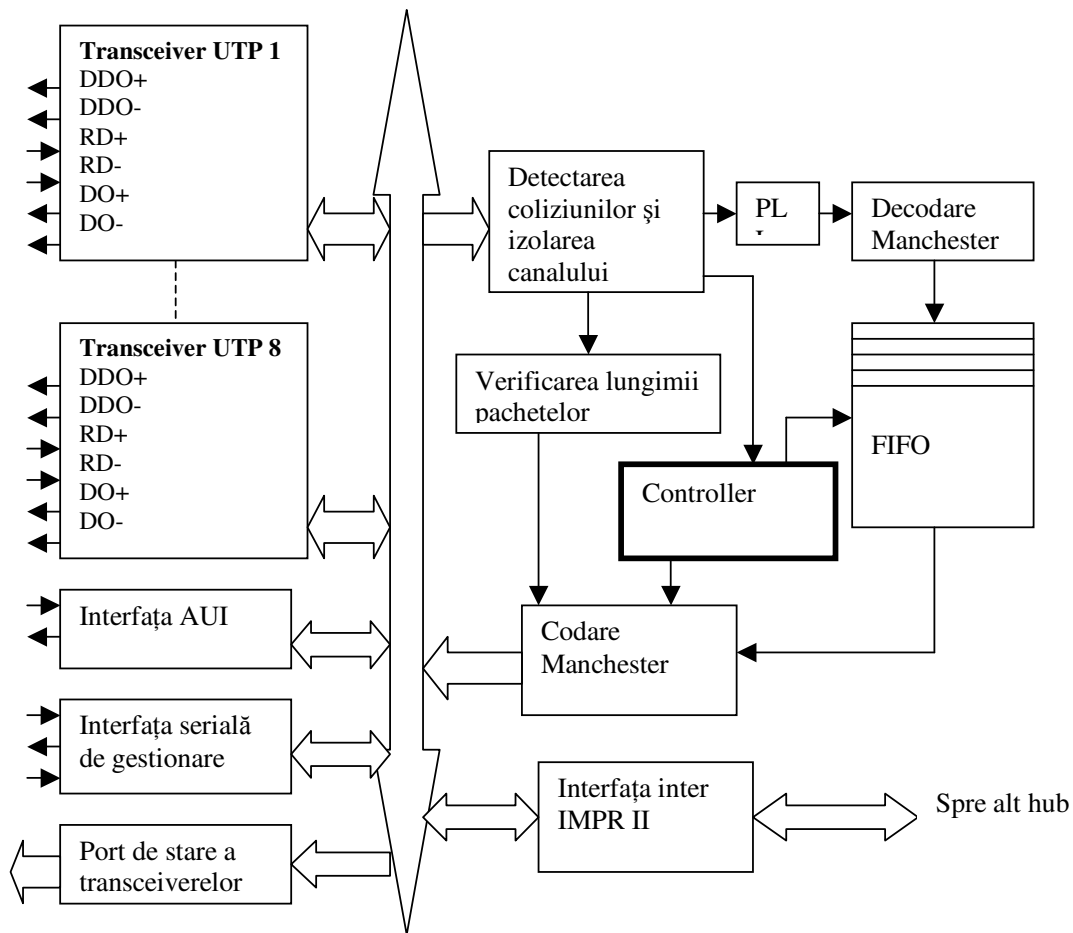 Transceiver UTP 1
DDO+
DDO-
RD+
RD-
DO+
DO-
Transceiver UTP 8
DDO+
DDO-
RD+
RD-
DO+
DO-
Interfața AUI
Interfața serială
de gestionare
Port de stare a
transceiverelor
Detectarea
coliziunilor și
izolarea
canalului
PL
Decodare
Manchester
Verificarea lungimii
pachetelor
Controller
FIFO
Codare
Manchester
Interfața inter
IMPR II
Spre alt hub